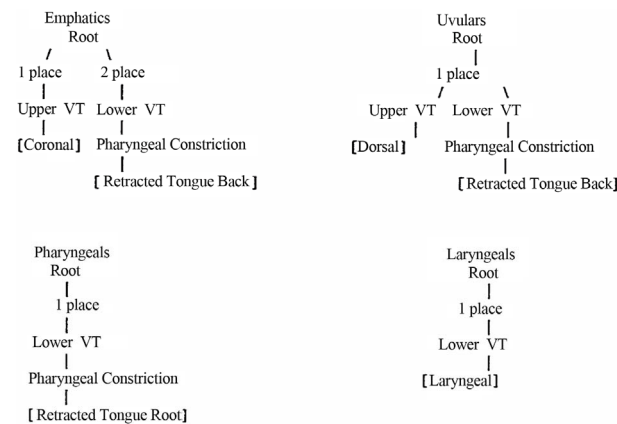 Emphatics
Root
1 place 2 place
Upper VT Lower VT
[Coronal] Pharyngeal Constriction
[ Retracted Tongue Back]
Uvulars
Root
1 place
Upper VT Lower VT
[Dorsal] Pharyngeal Constriction
[ Retracted Tongue Back]
Pharyngeals
Root
1 place
Lower VT
Pharyngeal Constriction
[ Retracted Tongue Root]
Laryngeals
Root
1 place
Lower VT
[Laryngeal]